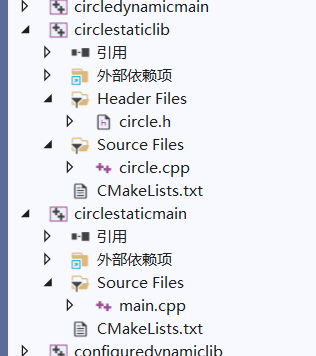 circledynamicmain
circlestaticlib
引用
外部依赖项
Header Files
circle.h
Source Files
circle.cpp
CMakeLists.txt
circlestaticmain
引用
外部依赖项
Source Files
main.cpp
CMakeLists.txt
configuredynamiclib